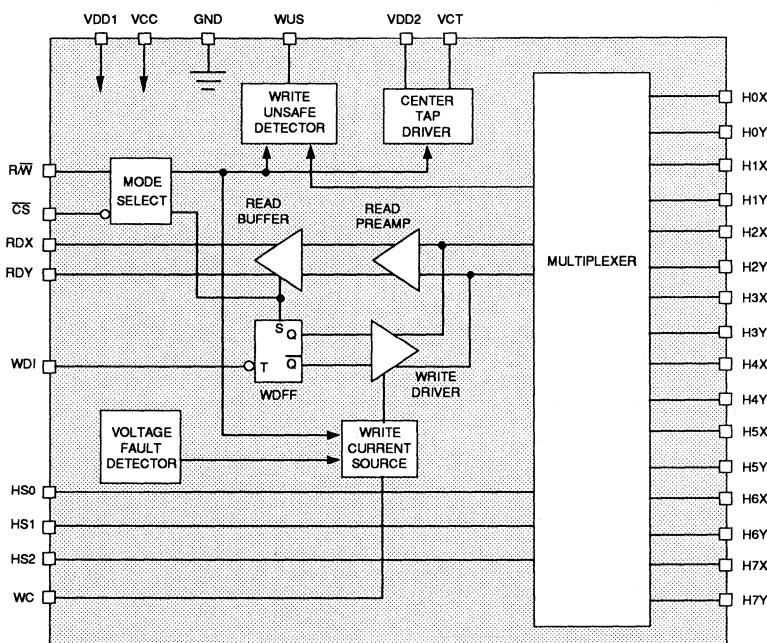 VDD1 VCC GND WUS VDD2 VCT
WRITE
UNSAFE
DETECTOR
CENTER
TAP
DRIVER
R/W̅
C̅S̅
MODE
SELECT
RDX
RDY
READ
BUFFER
READ
PREAMP
MULTIPLEXER
S Q
T Q̅
WDFF
WDI
WRITE
DRIVER
VOLTAGE
FAULT
DETECTOR
WRITE
CURRENT
SOURCE
HS0
HS1
HS2
WC
H0X
H0Y
H1X
H1Y
H2X
H2Y
H3X
H3Y
H4X
H4Y
H5X
H5Y
H6X
H6Y
H7X
H7Y